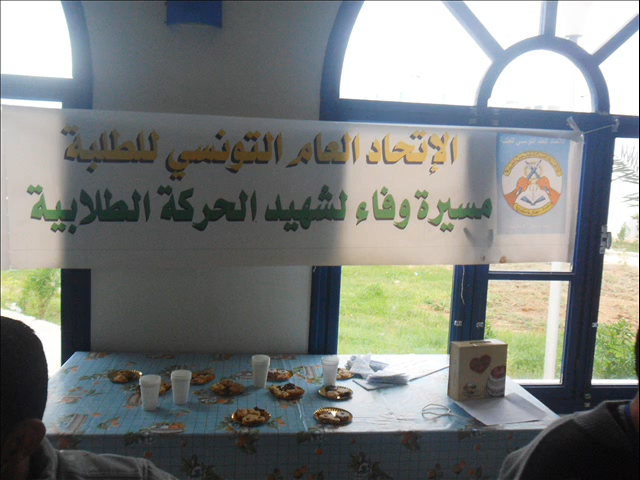 الإتحاد العام التونسي للطلبة
مسيرة وفاء لشهيد الحركة الطلابية